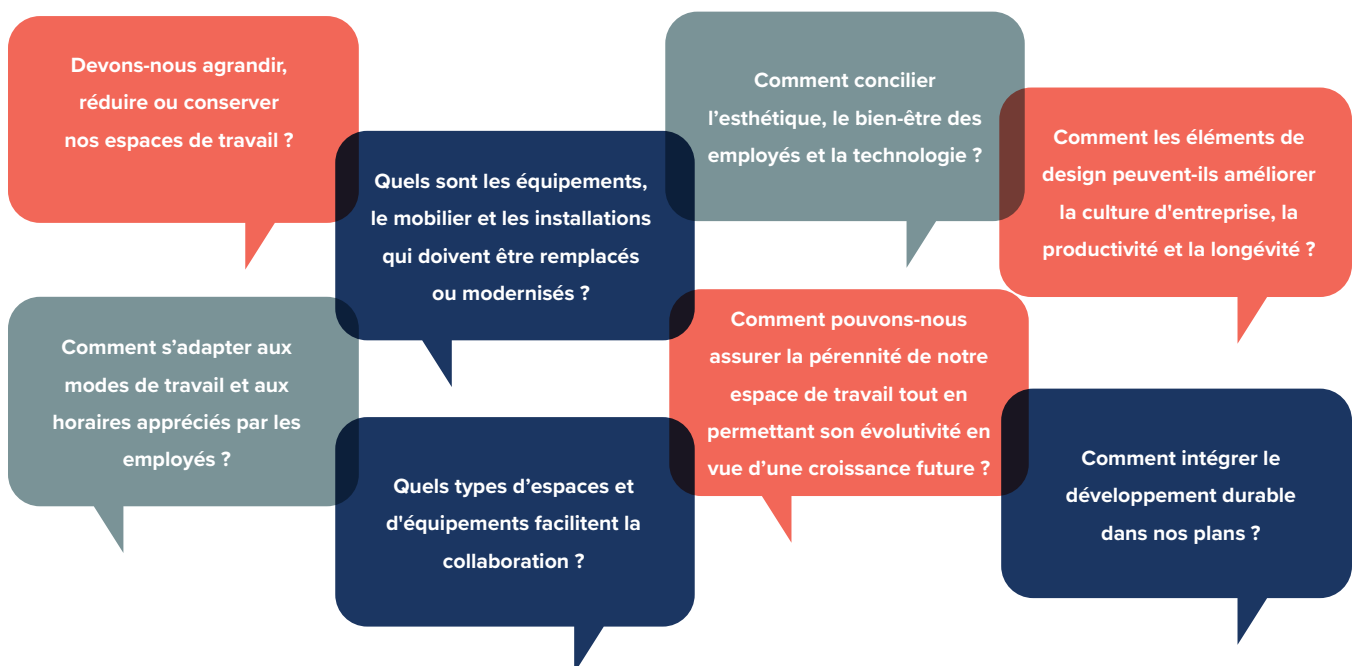 Devons-nous agrandir,
réduire ou conserver
nos espaces de travail ?
Quels sont les équipements,
le mobilier et les installations
qui doivent être remplacés
ou modernisés ?
Comment concilier
l’esthétique, le bien-être des
employés et la technologie ?
Comment les éléments de
design peuvent-ils améliorer
la culture d'entreprise, la
productivité et la longévité ?
Comment s’adapter aux
modes de travail et aux
horaires appréciés par les
employés ?
Quels types d’espaces et
d'équipements facilitent la
collaboration ?
Comment pouvons-nous
assurer la pérennité de notre
espace de travail tout en
permettant son évolutivité en
vue d’une croissance future ?
Comment intégrer le
développement durable
dans nos plans ?